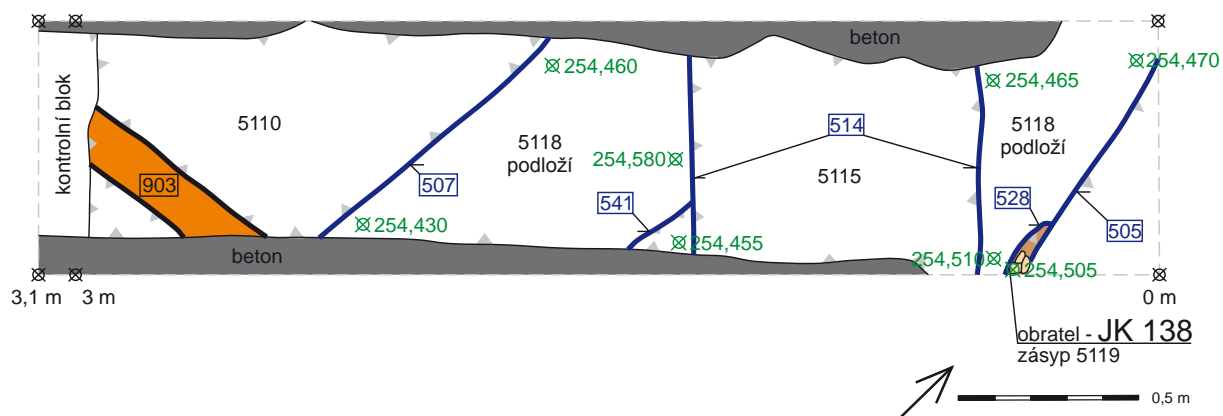 beton
254,460
254,465
254,470
kontrolní blok
5110
5118
podloží
514
5118
podloží
254,580
5115
903
507
541
528
505
254,430
254,455
254,510
254,505
beton
3,1 m
3 m
0 m
obratel - JK 138
zásyp 5119
0,5 m